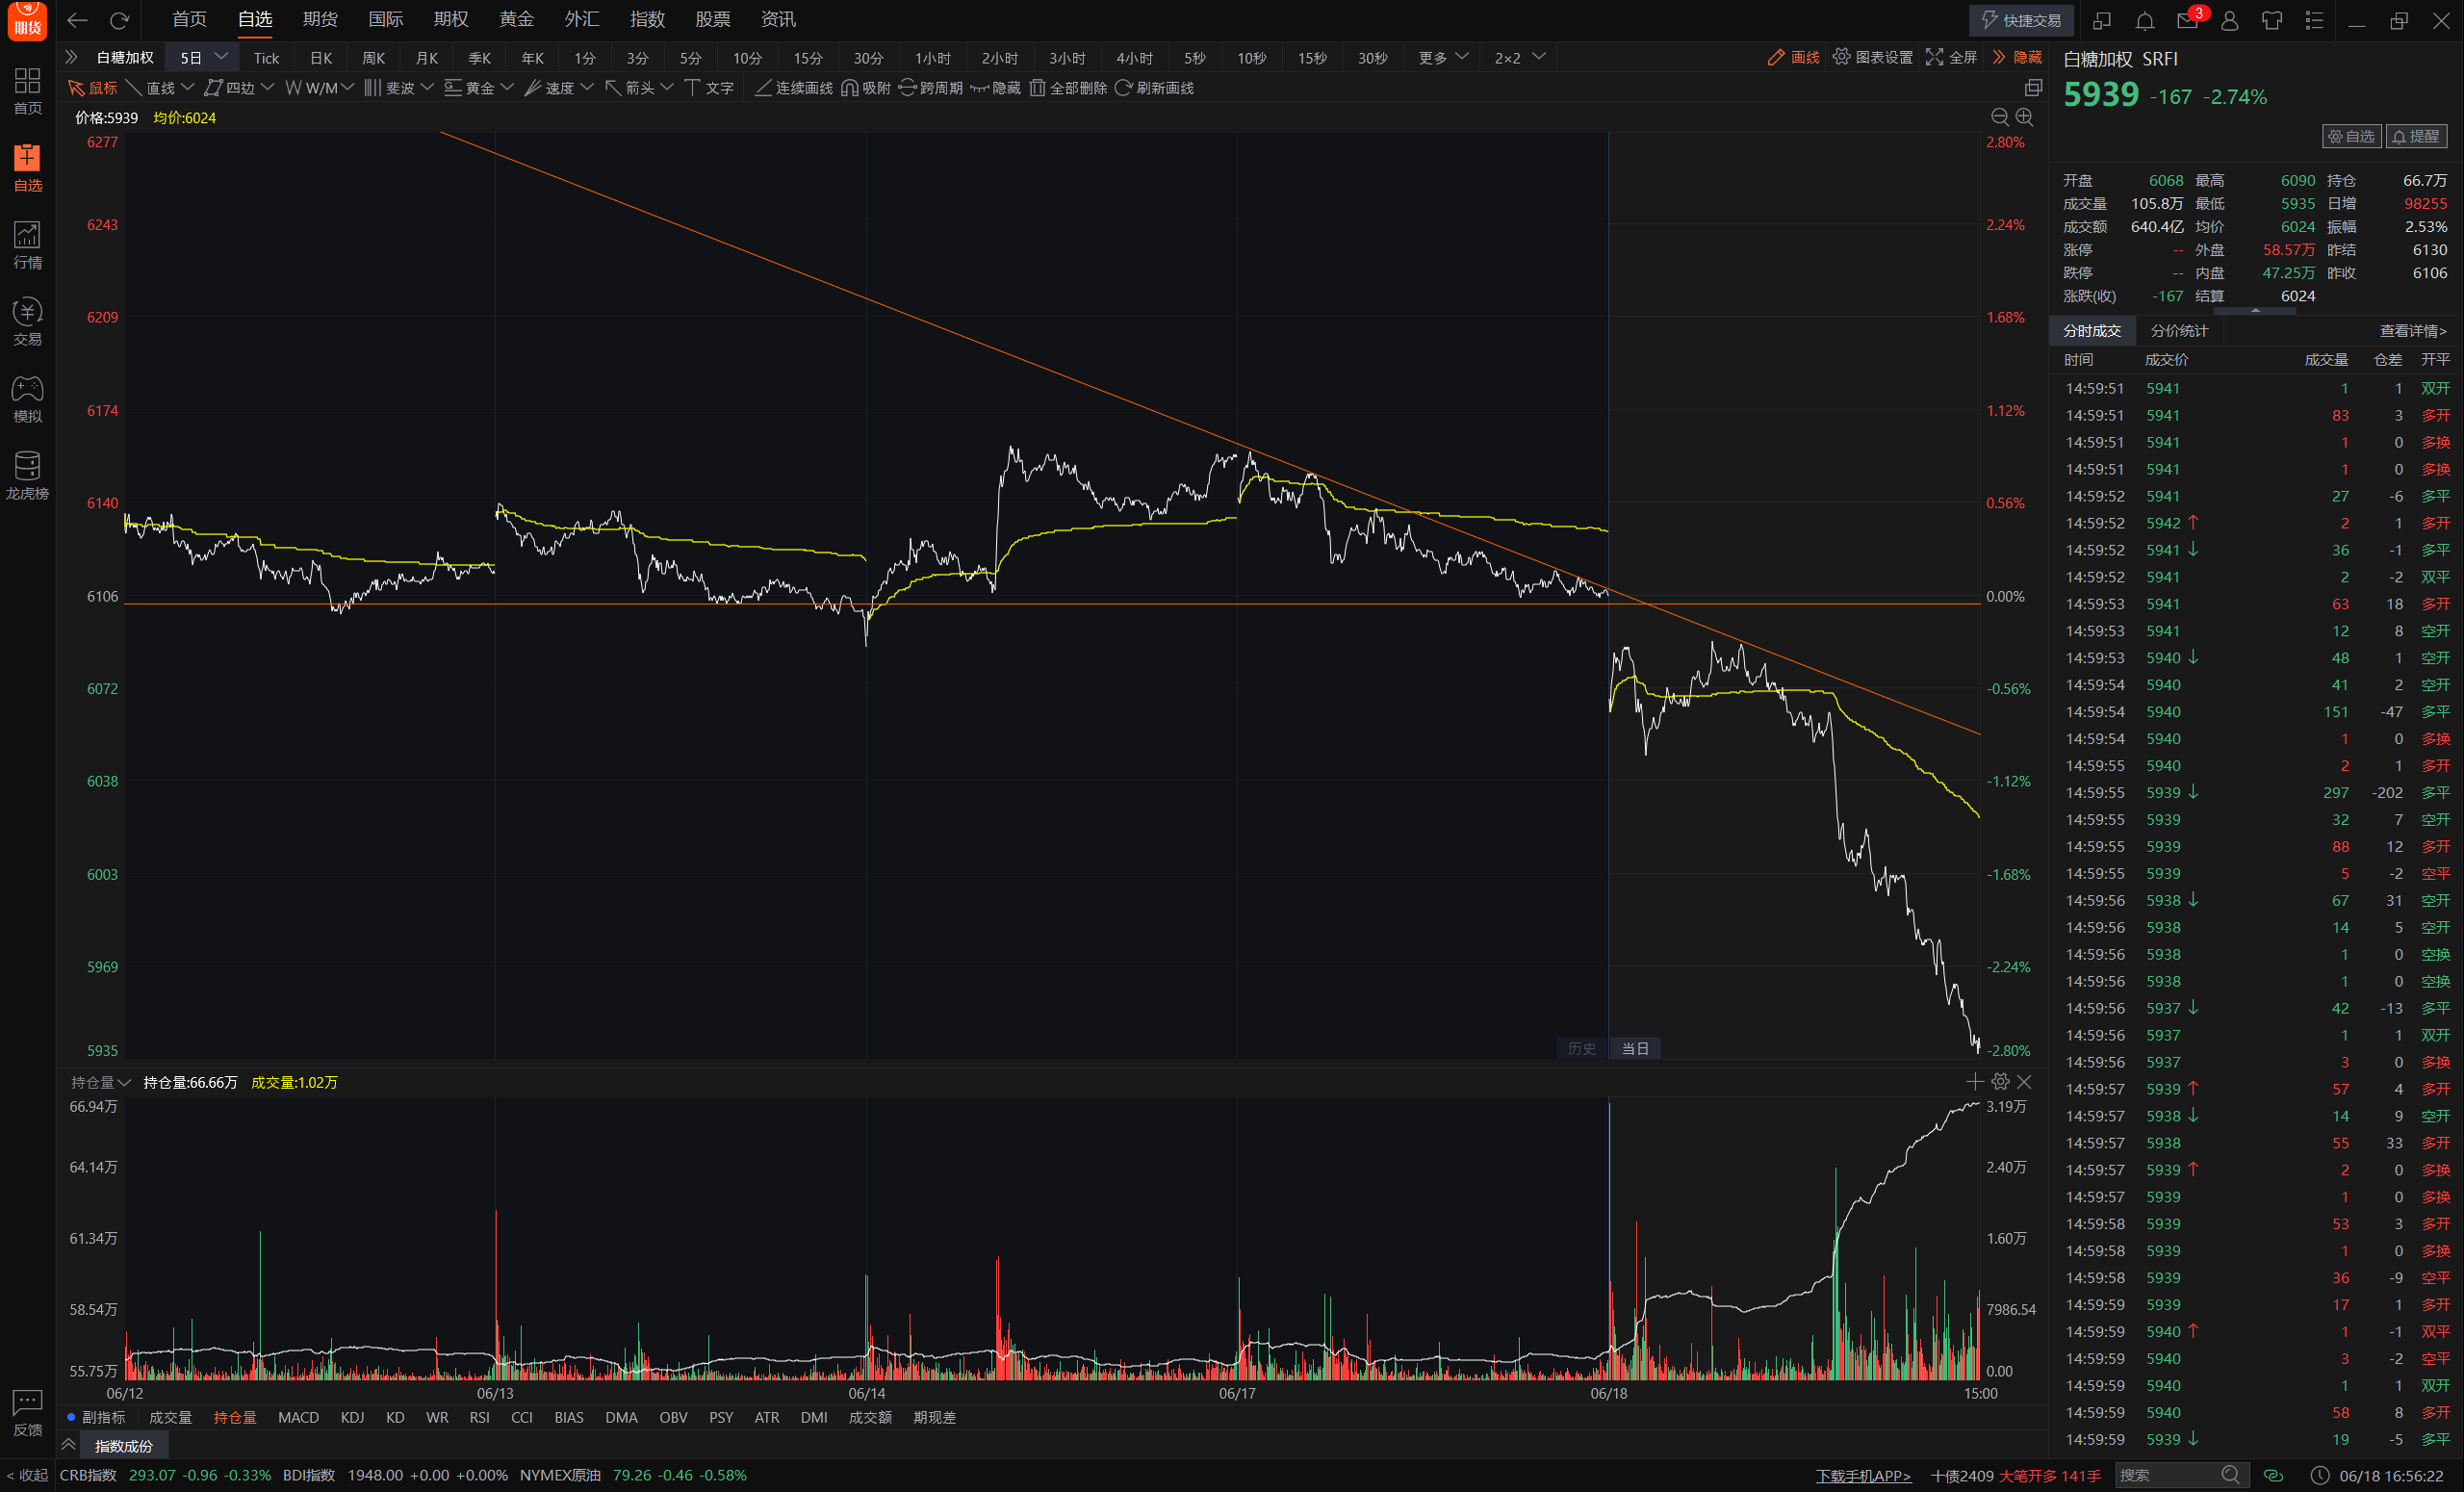 期货 首页 自选 期货 国际 期权 黄金 外汇 指数 股票 资讯 快捷交易 3
白糖加权 5日 Tick 日K 周K 月K 季K 年K 1分 3分 5分 10分 15分 30分 1小时 2小时 3小时 4小时 5秒 10秒 15秒 30秒 更多 2×2 画线 图表设置 全屏 隐藏
鼠标 直线 四边 W/M 斐波 黄金 速度 箭头 文字 连续画线 吸附 跨周期 隐藏 全部删除 刷新画线
首页
自选
行情
交易
模拟
龙虎榜
反馈
< 收起
价格:5939 均价:6024
6277 2.80%
6243 2.24%
6209 1.68%
6174 1.12%
6140 0.56%
6106 0.00%
6072 -0.56%
6038 -1.12%
6003 -1.68%
5969 -2.24%
5935 -2.80%
历史 当日
持仓量 持仓量:66.66万 成交量:1.02万
66.94万 3.19万
64.14万 2.40万
61.34万 1.60万
58.54万 7986.54
55.75万 0.00
06/12 06/13 06/14 06/17 06/18 15:00
副指标 成交量 持仓量 MACD KDJ KD WR RSI CCI BIAS DMA OBV PSY ATR DMI 成交额 期现差
指数成份
白糖加权 SRFI
5939 -167 -2.74%
自选 提醒
开盘 6068 最高 6090 持仓 66.7万
成交量 105.8万 最低 5935 日增 98255
成交额 640.4亿 均价 6024 振幅 2.53%
涨停 -- 外盘 58.57万 昨结 6130
跌停 -- 内盘 47.25万 昨收 6106
涨跌(收) -167 结算 6024
分时成交 分价统计 查看详情>
时间 成交价 成交量 仓差 开平
14:59:51 5941 1 1 双开
14:59:51 5941 83 3 多开
14:59:51 5941 1 0 多换
14:59:51 5941 1 0 多换
14:59:52 5941 27 -6 多平
14:59:52 5942 ↑ 2 1 多开
14:59:52 5941 ↓ 36 -1 多平
14:59:52 5941 2 -2 双平
14:59:53 5941 63 18 多开
14:59:53 5941 12 8 空开
14:59:53 5940 ↓ 48 1 空开
14:59:54 5940 41 2 空开
14:59:54 5940 151 -47 多平
14:59:54 5940 1 0 多换
14:59:55 5940 2 1 多开
14:59:55 5939 ↓ 297 -202 多平
14:59:55 5939 32 7 空开
14:59:55 5939 88 12 多开
14:59:55 5939 5 -2 空平
14:59:56 5938 ↓ 67 31 空开
14:59:56 5938 14 5 空开
14:59:56 5938 1 0 空换
14:59:56 5938 1 0 空换
14:59:56 5937 ↓ 42 -13 多平
14:59:56 5937 1 1 双开
14:59:56 5937 3 0 多换
14:59:57 5939 ↑ 57 4 多开
14:59:57 5938 ↓ 14 9 空开
14:59:57 5938 55 33 多开
14:59:57 5939 ↑ 2 0 多换
14:59:57 5939 1 0 多换
14:59:58 5939 53 3 多开
14:59:58 5939 1 0 多换
14:59:58 5939 36 -9 空平
14:59:59 5939 17 1 多开
14:59:59 5940 ↑ 1 -1 双平
14:59:59 5940 3 -2 空平
14:59:59 5940 1 1 双开
14:59:59 5940 58 8 多开
14:59:59 5939 ↓ 19 -5 多平
CRB指数 293.07 -0.96 -0.33% BDI指数 1948.00 +0.00 +0.00% NYMEX原油 79.26 -0.46 -0.58% 下载手机APP> 十债2409 大笔开多 141手 搜索 06/18 16:56:22